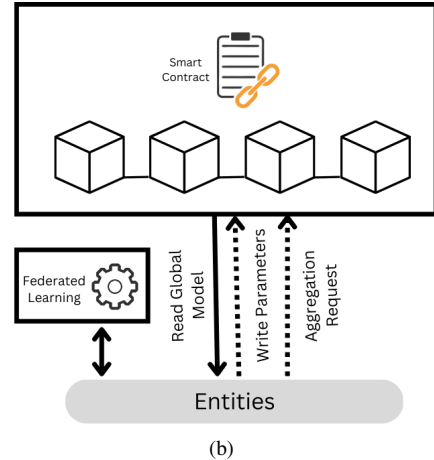 Smart
Contract
Federated
Learning
Read Global
Model
Write Parameters
Aggregation
Request
Entities
(b)